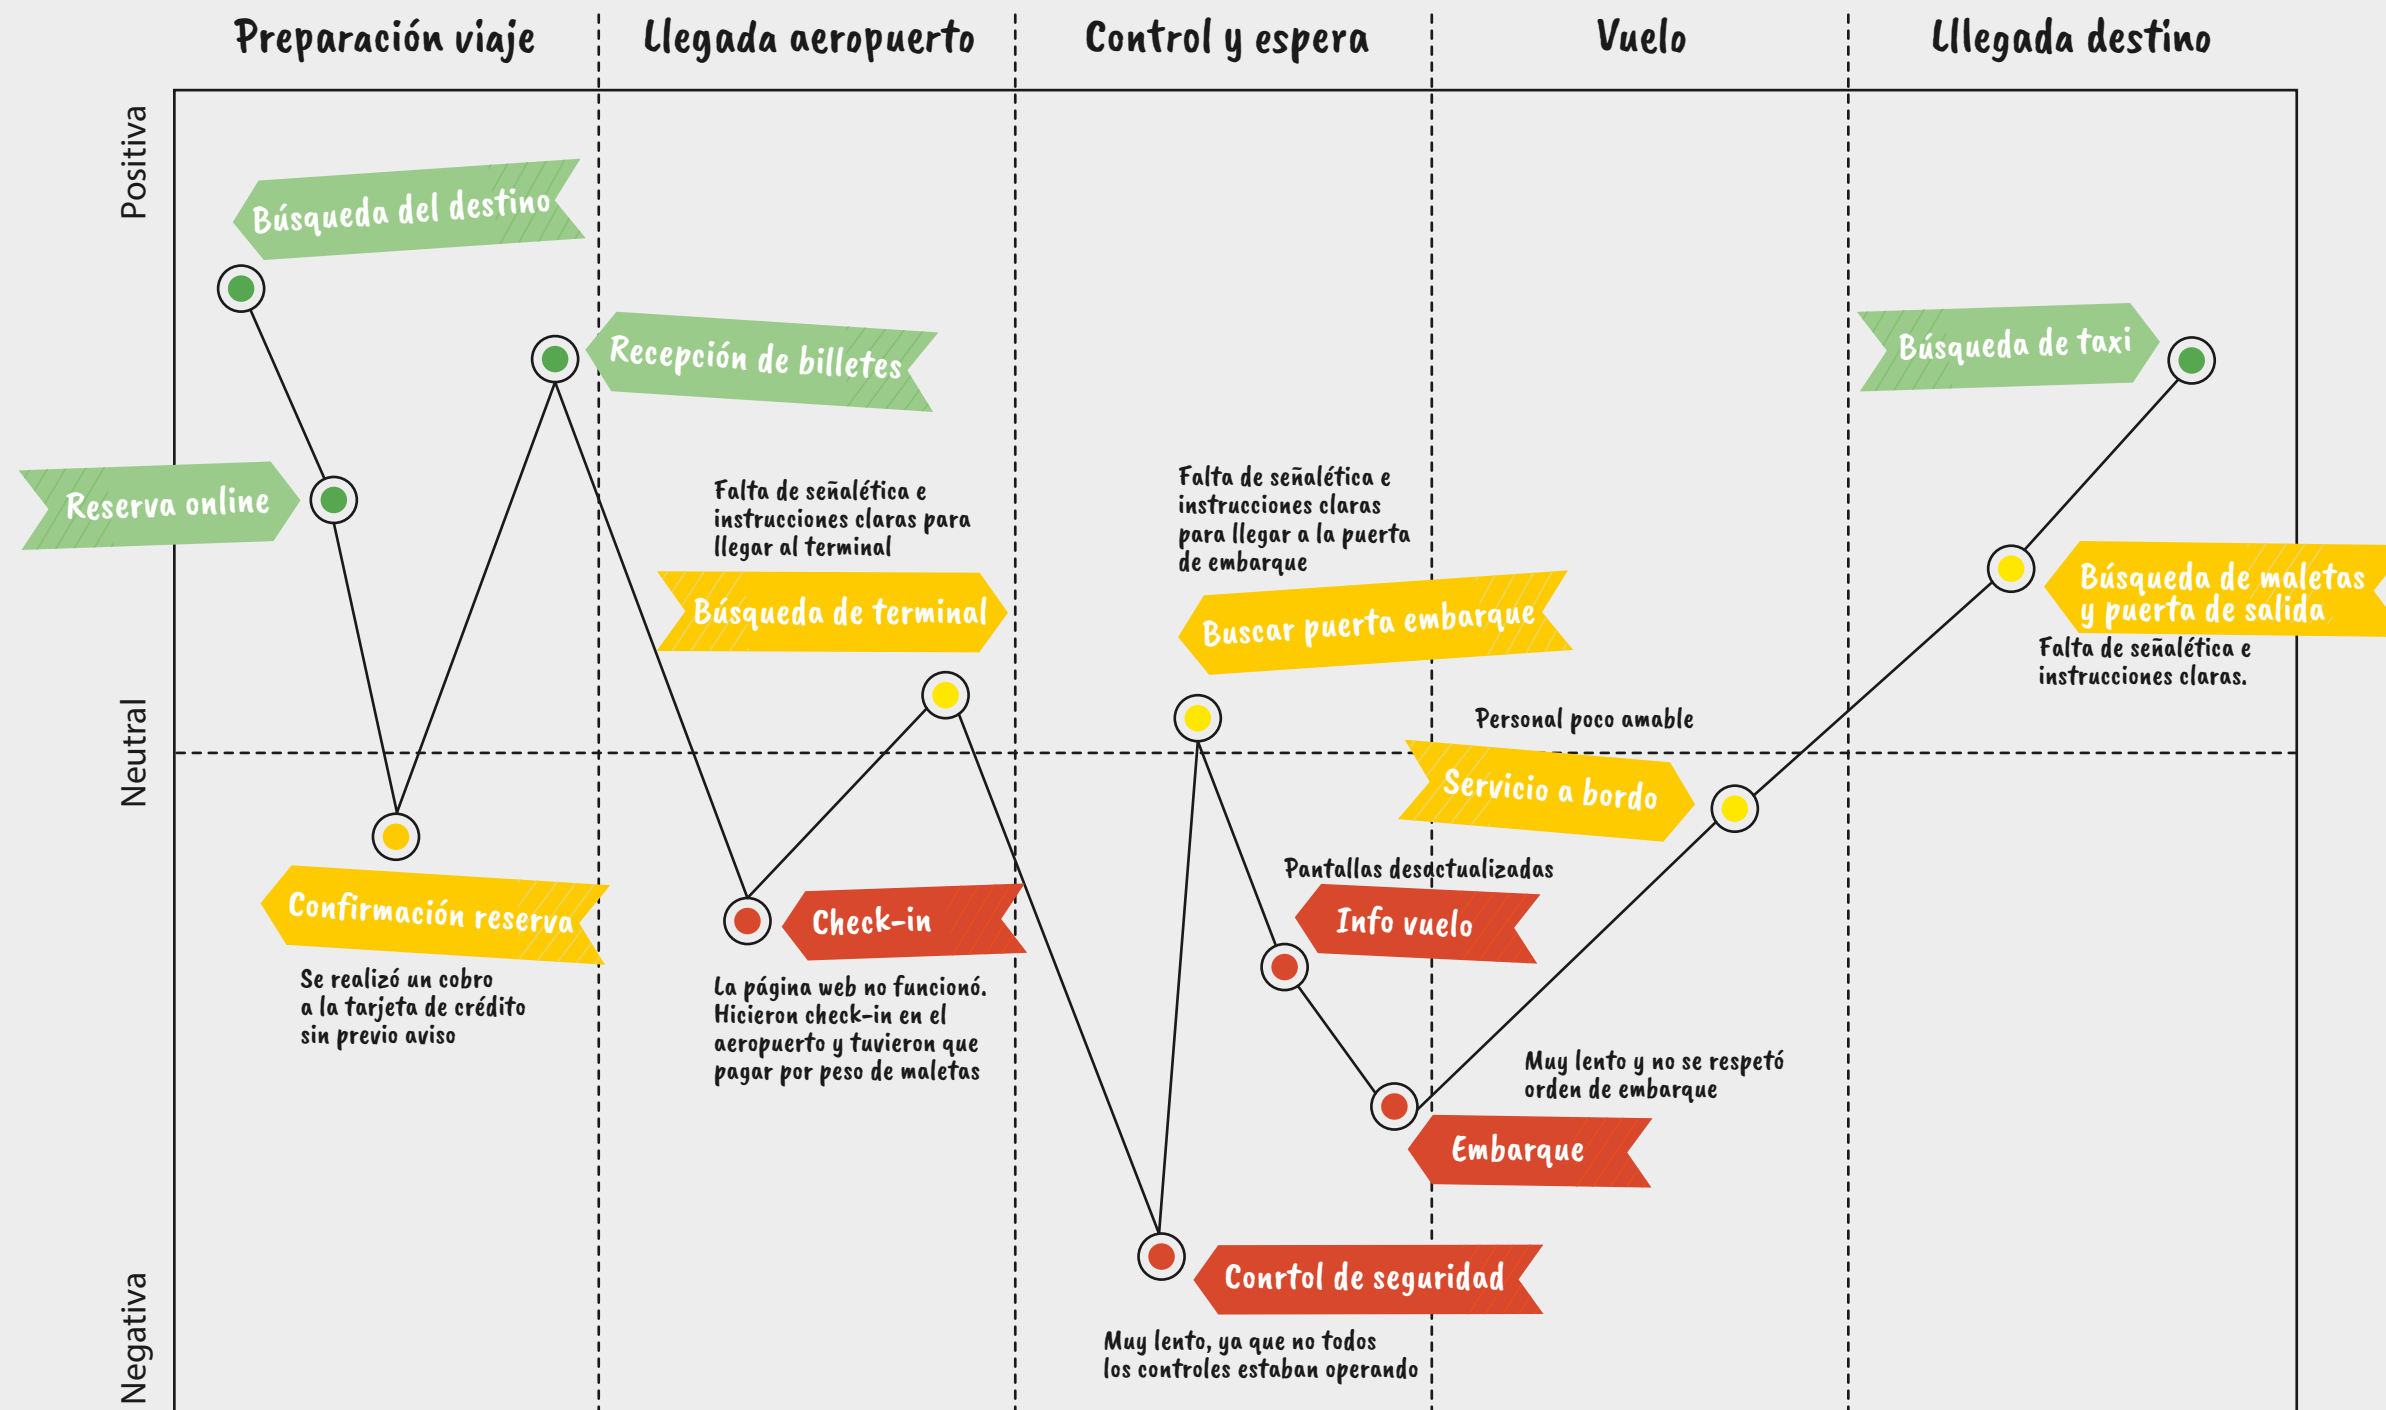 Preparación viaje
Llegada aeropuerto
Control y espera
Vuelo
Lllegada destino
Positiva
Neutral
Negativa
Búsqueda del destino
Reserva online
Confirmación reserva
Se realizó un cobro
a la tarjeta de crédito
sin previo aviso
Recepción de billetes
Falta de señalética e
instrucciones claras para
llegar al terminal
Búsqueda de terminal
Check-in
La página web no funcionó.
Hicieron check-in en el
aeropuerto y tuvieron que
pagar por peso de maletas
Falta de señalética e
instrucciones claras
para llegar a la puerta
de embarque
Buscar puerta embarque
Pantallas desactualizadas
Info vuelo
Muy lento y no se respetó
orden de embarque
Embarque
Conrtol de seguridad
Muy lento, ya que no todos
los controles estaban operando
Personal poco amable
Servicio a bordo
Búsqueda de taxi
Búsqueda de maletas
y puerta de salida
Falta de señalética e
instrucciones claras.